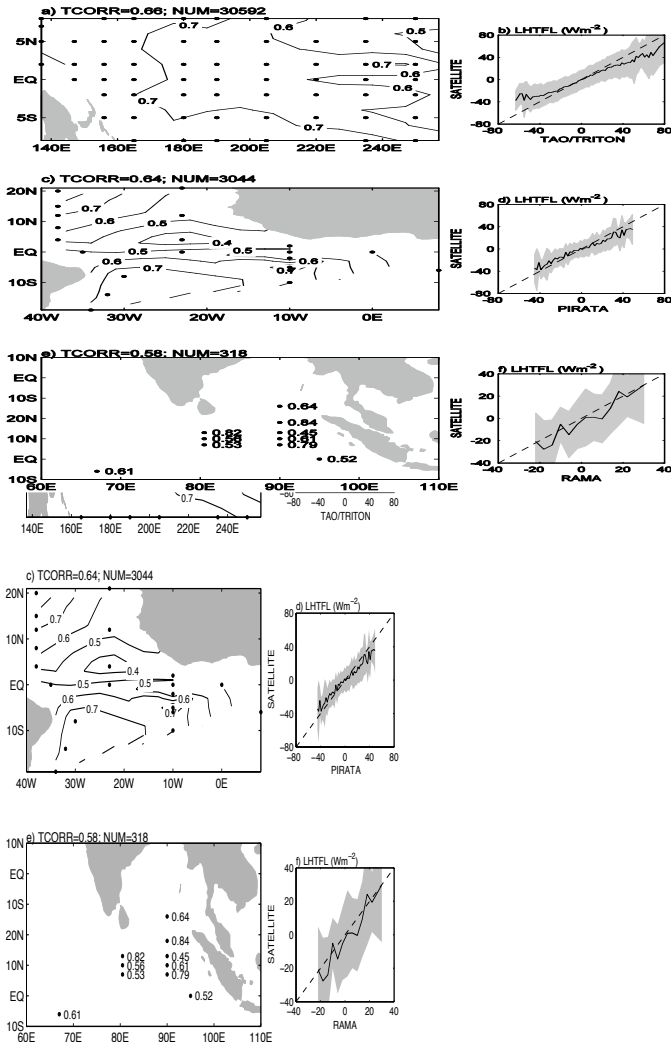 a) TCORR=0.66; NUM=30592
5N
EQ
5S
140E 160E 180E 200E 220E 240E
0.7
0.6
0.5
0.7
0.6
0.7
0.6
0.7
b) LHTFL (Wm−2)
SATELLITE
80
40
0
−40
−80
−80 −40 0 40 80
TAO/TRITON
c) TCORR=0.64; NUM=3044
20N
10N
EQ
10S
40W 30W 20W 10W 0E
0.7
0.6
0.5
0.4
0.5
0.5
0.6
0.6
0.7
0.7
d) LHTFL (Wm−2)
SATELLITE
80
40
0
−40
−80
−80 −40 0 40 80
PIRATA
e) TCORR=0.58; NUM=318
10N
EQ
10S
20N
10N
EQ
10S
60E 70E 80E 90E 100E 110E
0.64
0.84
0.82 0.45
0.56 0.61
0.53 0.79
0.52
0.61
f) LHTFL (Wm−2)
SATELLITE
40
20
0
−20
−40
−40 −20 0 20 40
RAMA
0.7
140E 160E 180E 200E 220E 240E
−80
−80 −40 0 40 80
TAO/TRITON
c) TCORR=0.64; NUM=3044
20N
10N
EQ
10S
40W 30W 20W 10W 0E
0.7
0.6
0.5
0.4
0.5
0.5
0.6
0.6
0.7
0.7
d) LHTFL (Wm−2)
SATELLITE
80
40
0
−40
−80
−80 −40 0 40 80
PIRATA
e) TCORR=0.58; NUM=318
10N
EQ
10S
20N
10N
EQ
10S
60E 70E 80E 90E 100E 110E
0.64
0.84
0.82 0.45
0.56 0.61
0.53 0.79
0.52
0.61
f) LHTFL (Wm−2)
SATELLITE
40
20
0
−20
−40
−40 −20 0 20 40
RAMA